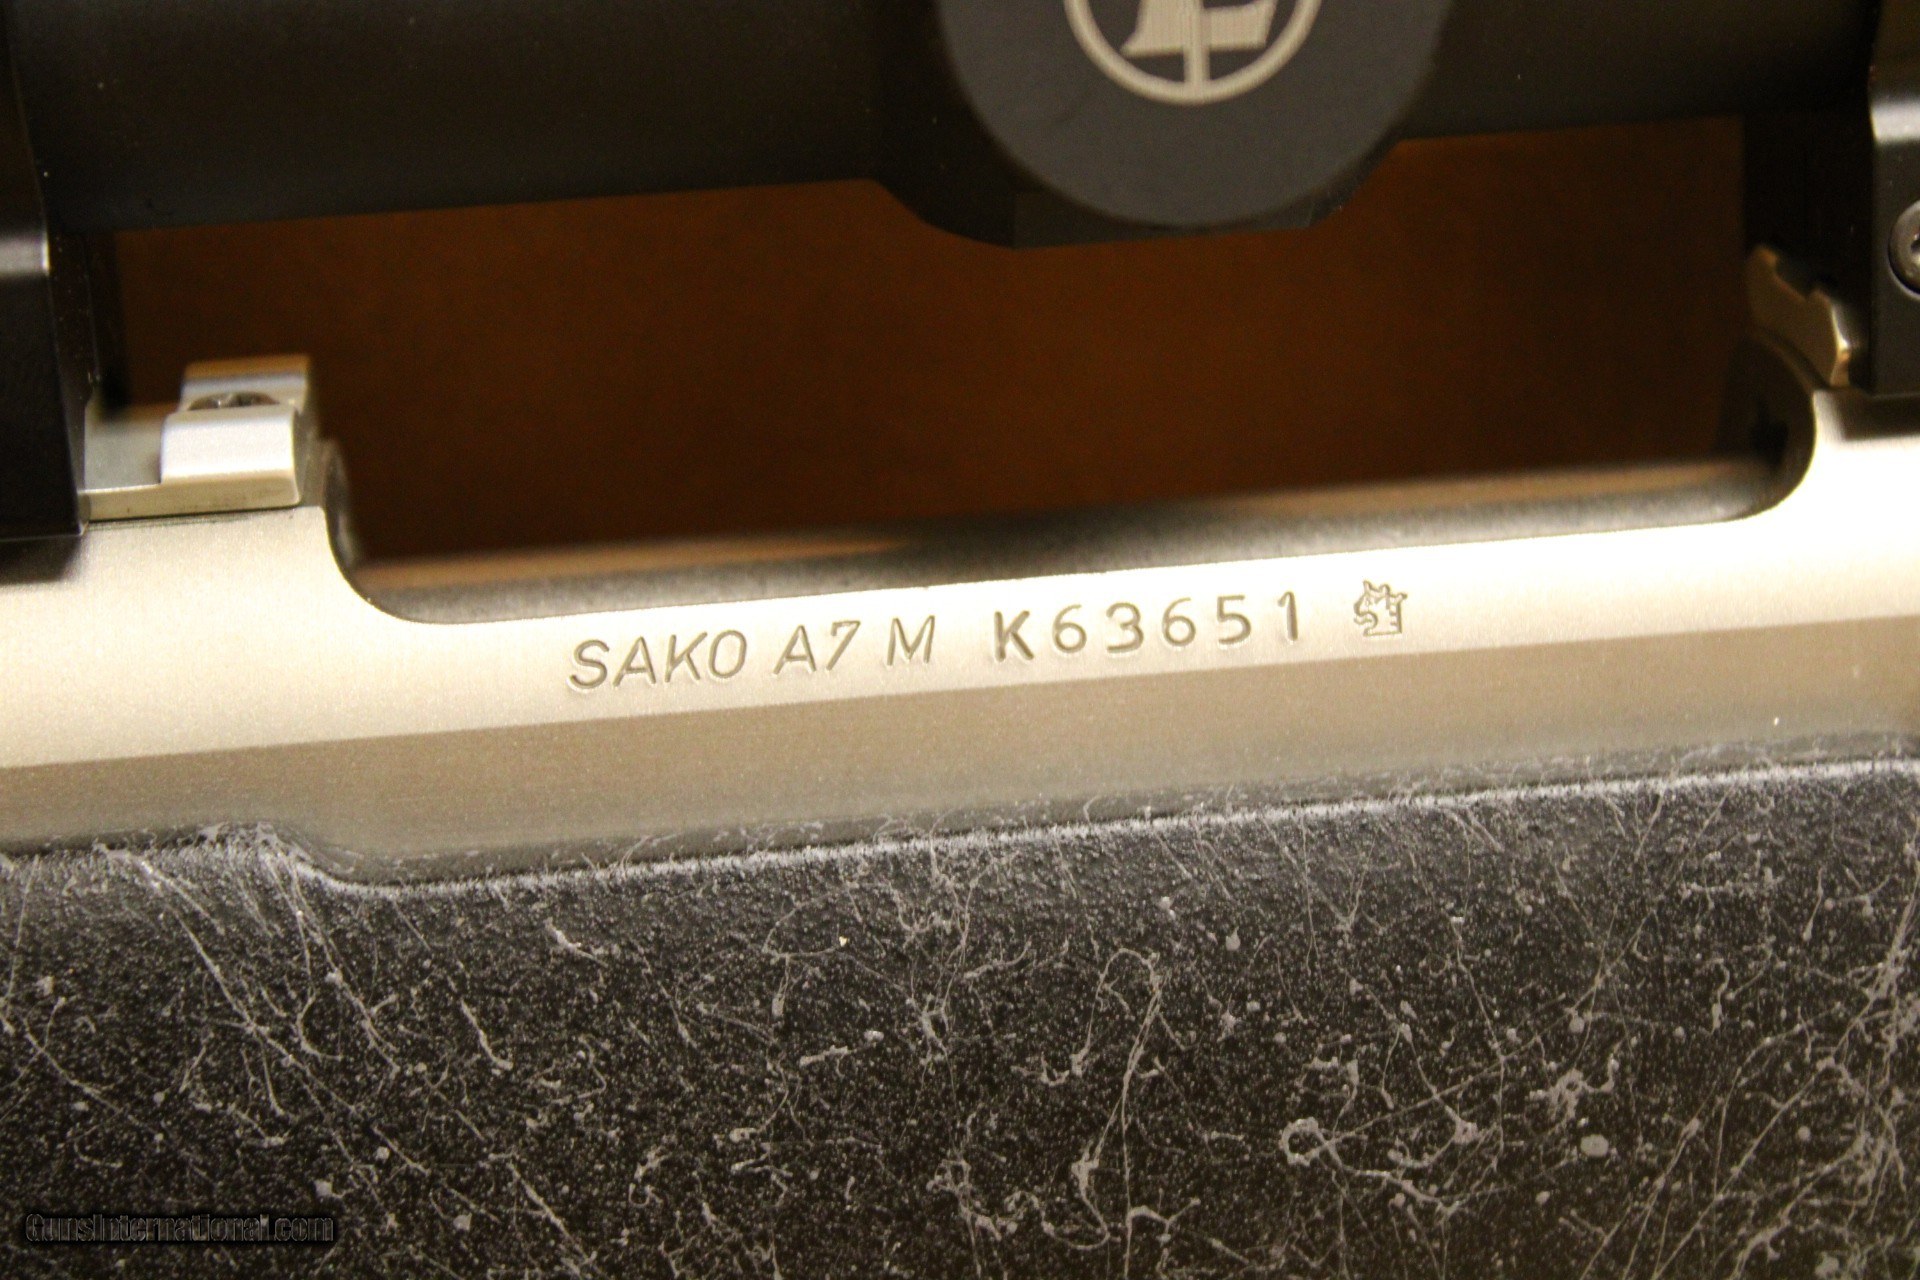 SAKO A7 M K63651
GunsInternational.com